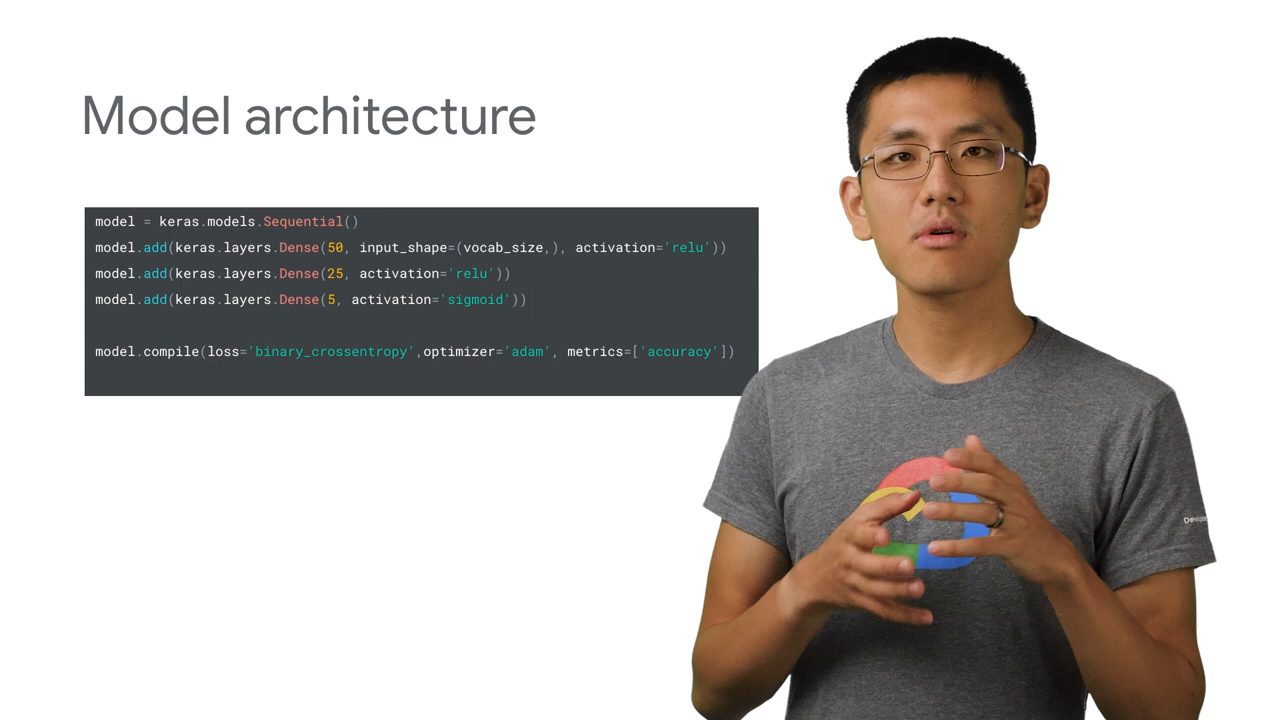 Model architecture
model = keras.models.Sequential()
model.add(keras.layers.Dense(50, input_shape=(vocab_size,), activation='relu'))
model.add(keras.layers.Dense(25, activation='relu'))
model.add(keras.layers.Dense(5, activation='sigmoid'))
model.compile(loss='binary_crossentropy',optimizer='adam', metrics=['accuracy'])